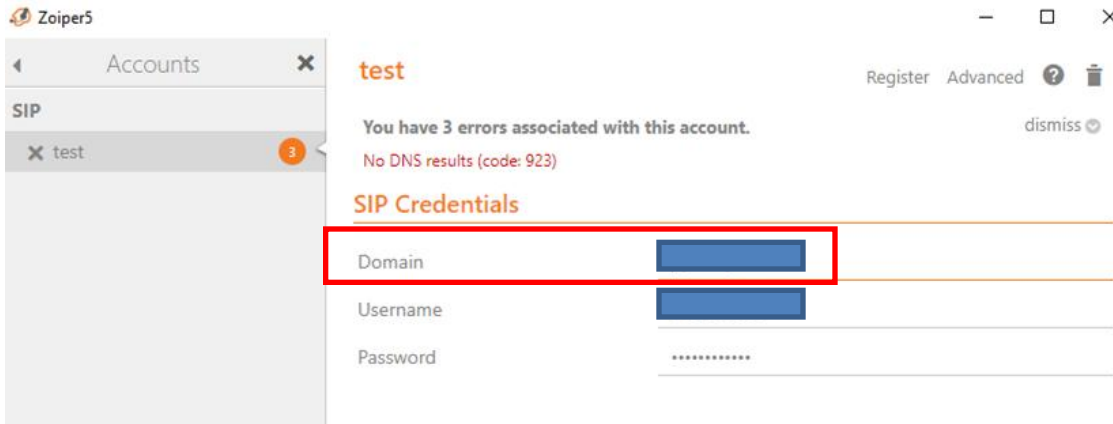 Zoiper5
Accounts
SIP
test
3
test
Register Advanced
You have 3 errors associated with this account.
dismiss
No DNS results (code: 923)
SIP Credentials
Domain
Username
Password ••••••••••••